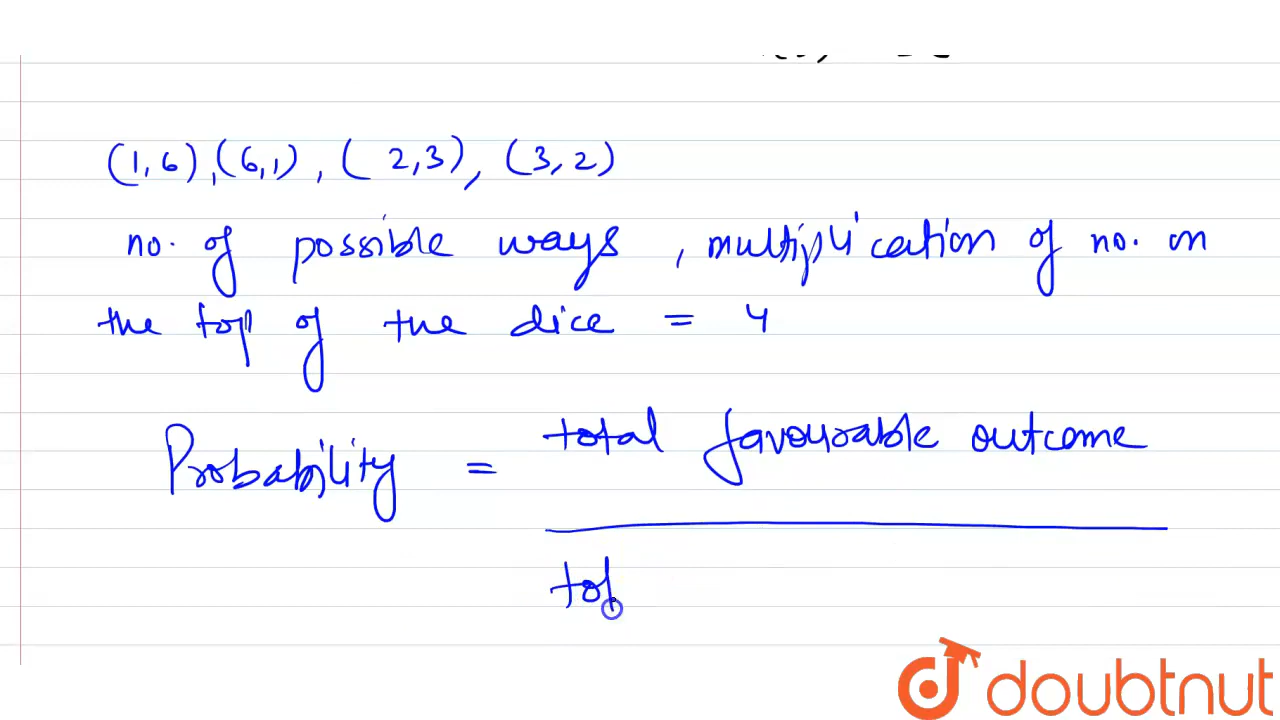 (1,6),(6,1), (2,3), (3,2)
no. of possible ways, multiplication of no. on
the top of the dice = 4
Probability = total favourable outcome
tot
doubtnut